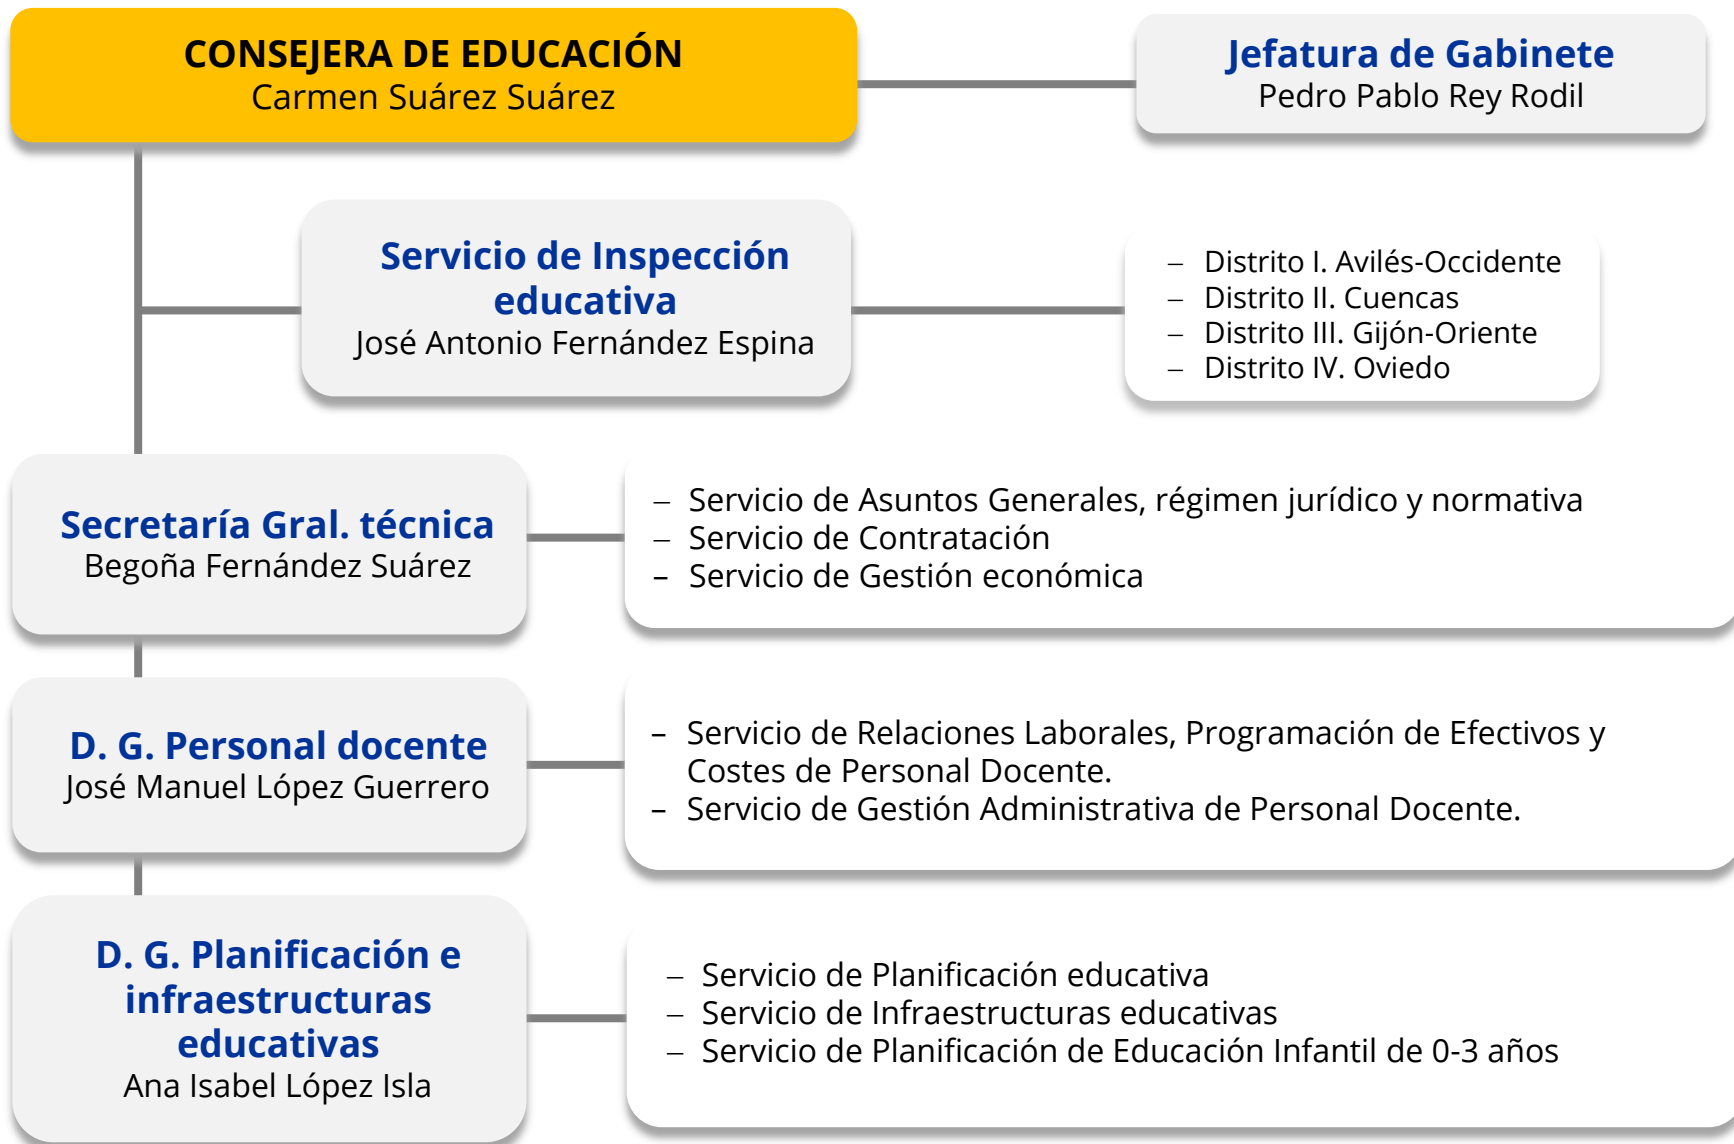 CONSEJERA DE EDUCACIÓN
Carmen Suárez Suárez
Jefatura de Gabinete
Pedro Pablo Rey Rodil
Servicio de Inspección
educativa
José Antonio Fernández Espina
– Distrito I. Avilés-Occidente
– Distrito II. Cuencas
– Distrito III. Gijón-Oriente
– Distrito IV. Oviedo
Secretaría Gral. técnica
Begoña Fernández Suárez
– Servicio de Asuntos Generales, régimen jurídico y normativa
– Servicio de Contratación
– Servicio de Gestión económica
D. G. Personal docente
José Manuel López Guerrero
– Servicio de Relaciones Laborales, Programación de Efectivos y
Costes de Personal Docente.
– Servicio de Gestión Administrativa de Personal Docente.
D. G. Planificación e
infraestructuras
educativas
Ana Isabel López Isla
– Servicio de Planificación educativa
– Servicio de Infraestructuras educativas
– Servicio de Planificación de Educación Infantil de 0-3 años